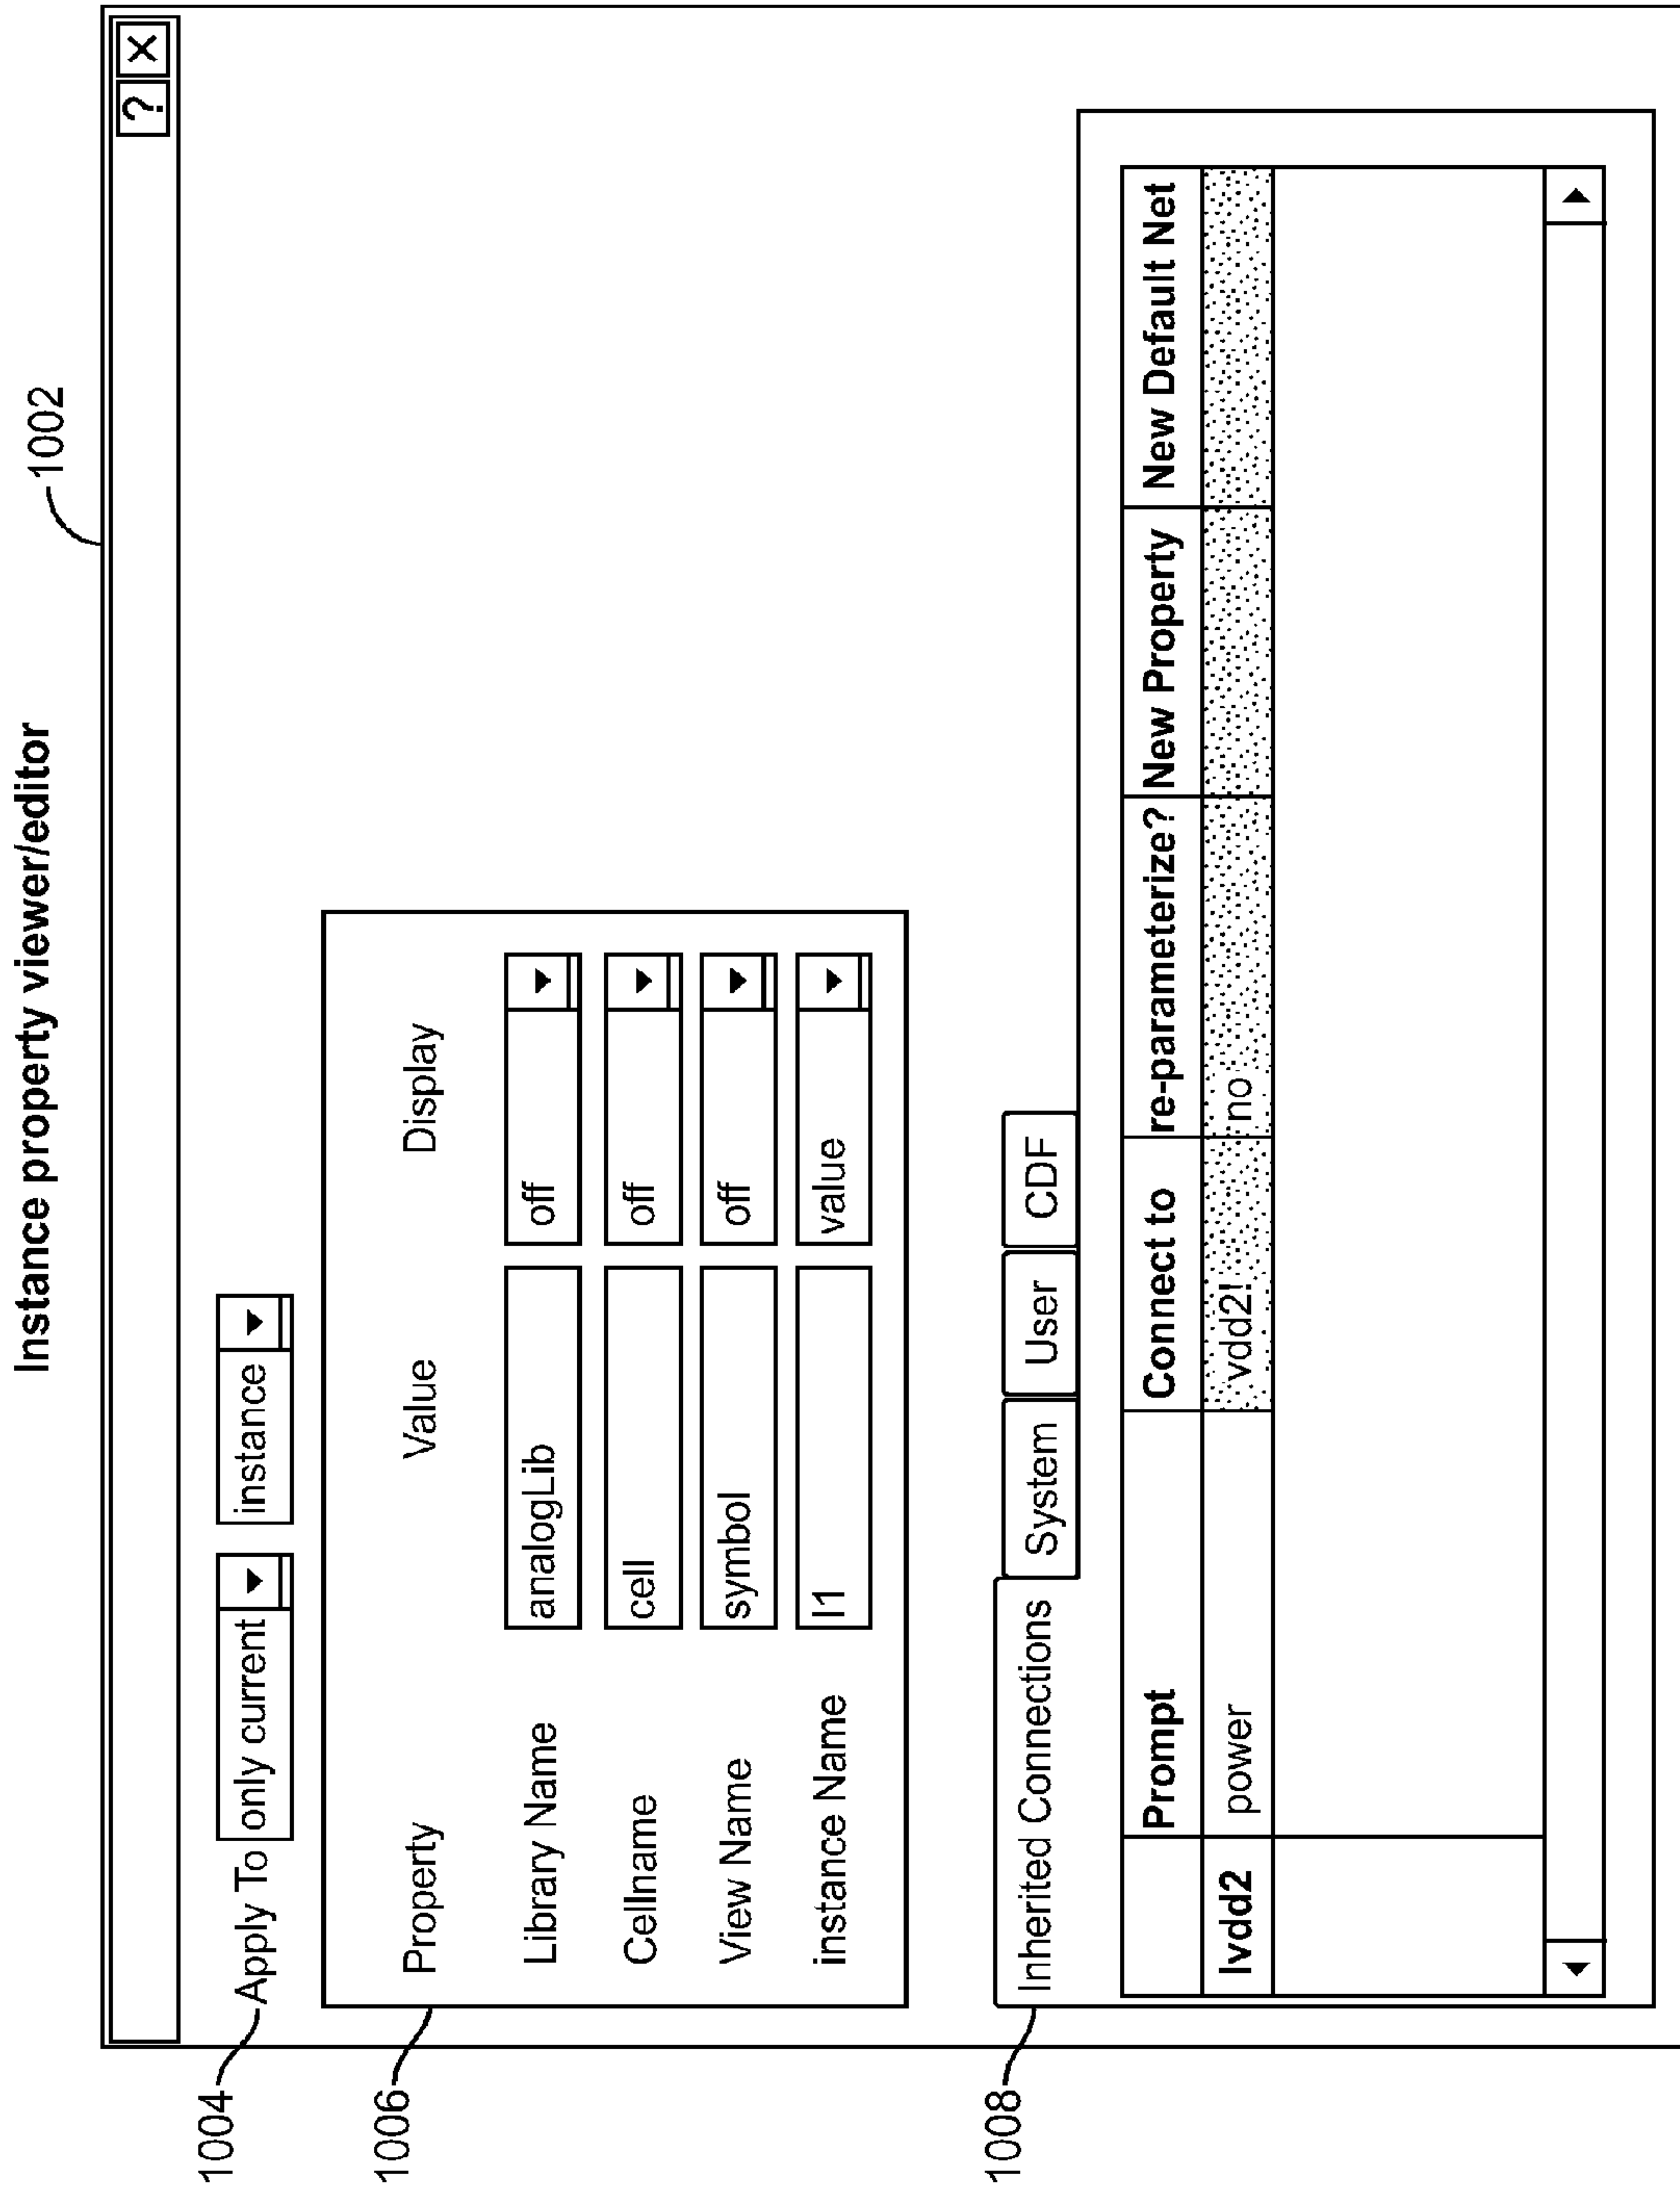 Instance property viewer/editor
1002
? X
1004
Apply To only current instance
1006
Property Value Display
Library Name analogLib off
Cellname cell off
View Name symbol off
instance Name I1 value
1008
Inherited Connections System User CDF
Prompt Connect to re-parameterize? New Property New Default Net
lvdd2 power vdd2! no